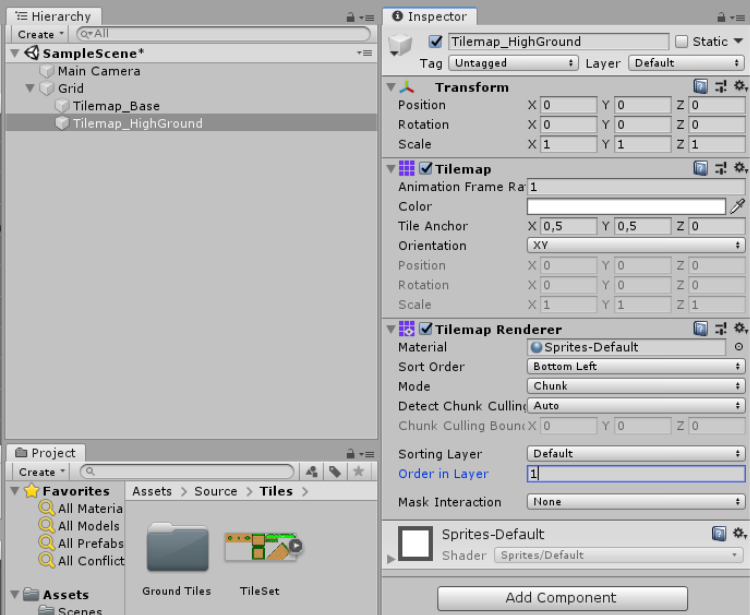 Hierarchy
Create
All
SampleScene*
Main Camera
Grid
Tilemap_Base
Tilemap_HighGround
Inspector
Tilemap_HighGround Static
Tag Untagged Layer Default
Transform
Position X 0 Y 0 Z 0
Rotation X 0 Y 0 Z 0
Scale X 1 Y 1 Z 1
Tilemap
Animation Frame Ra 1
Color
Tile Anchor X 0,5 Y 0,5 Z 0
Orientation XY
Position X 0 Y 0 Z 0
Rotation X 0 Y 0 Z 0
Scale X 1 Y 1 Z 1
Tilemap Renderer
Material Sprites-Default
Sort Order Bottom Left
Mode Chunk
Detect Chunk Culling Auto
Chunk Culling Boun X 0 Y 0 Z 0
Sorting Layer Default
Order in Layer 1
Mask Interaction None
Sprites-Default
Shader Sprites/Default
Add Component
Project
Create
Favorites
All Materia
All Models
All Prefabs
All Conflict
Assets
Scenes
Assets > Source > Tiles >
Ground Tiles
TileSet